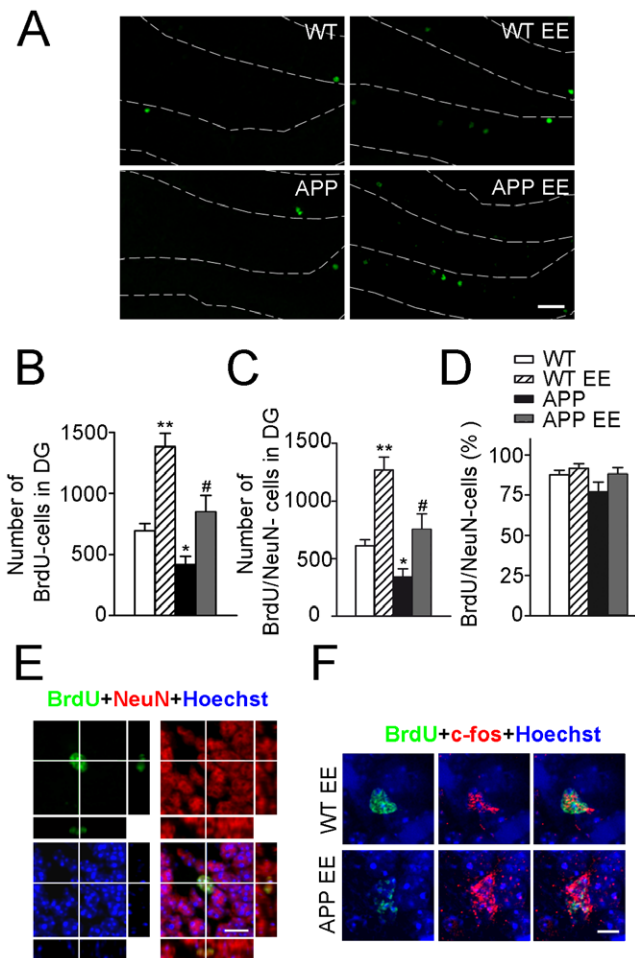 A
WT
WT EE
APP
APP EE
B
Number of
BrdU-cells in DG
1500
1000
500
0
**
*
#
C
Number of
BrdU/NeuN- cells in DG
1500
1000
500
0
**
*
#
D
WT
WT EE
APP
APP EE
BrdU/NeuN-cells (%)
100
75
50
25
0
E
BrdU+NeuN+Hoechst
F
BrdU+c-fos+Hoechst
WT EE
APP EE